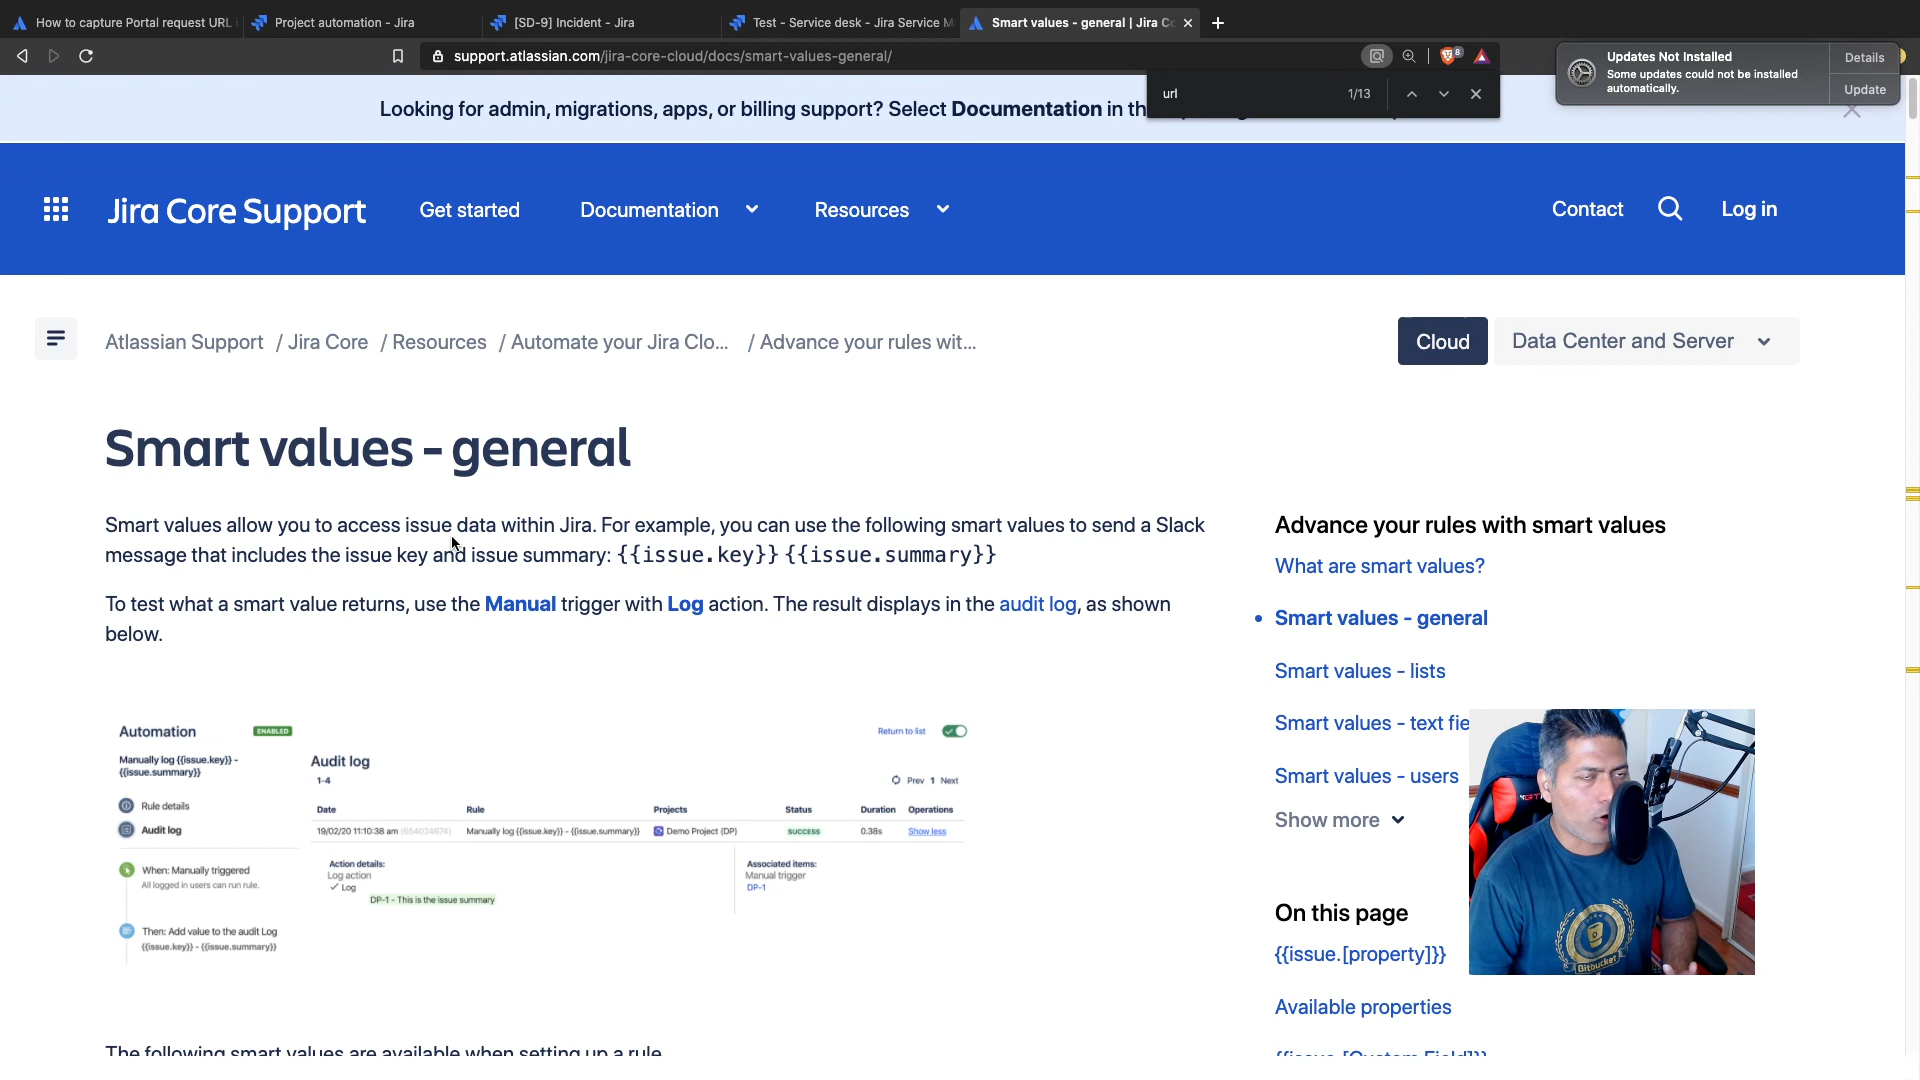 How to capture Portal request URL
Project automation - Jira
[SD-9] Incident - Jira
Test - Service desk - Jira Service M
Smart values - general | Jira C
support.atlassian.com/jira-core-cloud/docs/smart-values-general/
8
Updates Not Installed
Some updates could not be installed
automatically.
Details
Update
url
1/13
Looking for admin, migrations, apps, or billing support? Select Documentation in th
Jira Core Support
Get started
Documentation
Resources
Contact
Log in
Atlassian Support / Jira Core / Resources / Automate your Jira Clo... / Advance your rules wit...
Cloud
Data Center and Server
Smart values - general
Smart values allow you to access issue data within Jira. For example, you can use the following smart values to send a Slack
message that includes the issue key and issue summary: {{issue.key}} {{issue.summary}}
To test what a smart value returns, use the Manual trigger with Log action. The result displays in the audit log, as shown
below.
Automation
ENABLED
Return to list
Manually log {{issue.key}} -
{{issue.summary}}
Audit log
1-4
Prev 1 Next
Rule details
Audit log
Date Rule Projects Status Duration Operations
19/02/20 11:10:38 am (654024674) Manually log {{issue.key}} - {{issue.summary}} Demo Project (DP) SUCCESS 0.38s Show less
When: Manually triggered
All logged in users can run rule.
Action details:
Log action
Log
DP-1 - This is the issue summary
Associated items:
Manual trigger
DP-1
Then: Add value to the audit Log
{{issue.key}} - {{issue.summary}}
The following smart values are available when setting up a rule
Advance your rules with smart values
What are smart values?
Smart values - general
Smart values - lists
Smart values - text fie
Smart values - users
Show more
On this page
{{issue.[property]}}
Available properties
{{issue.[Custom Field]}}
Bitbucket